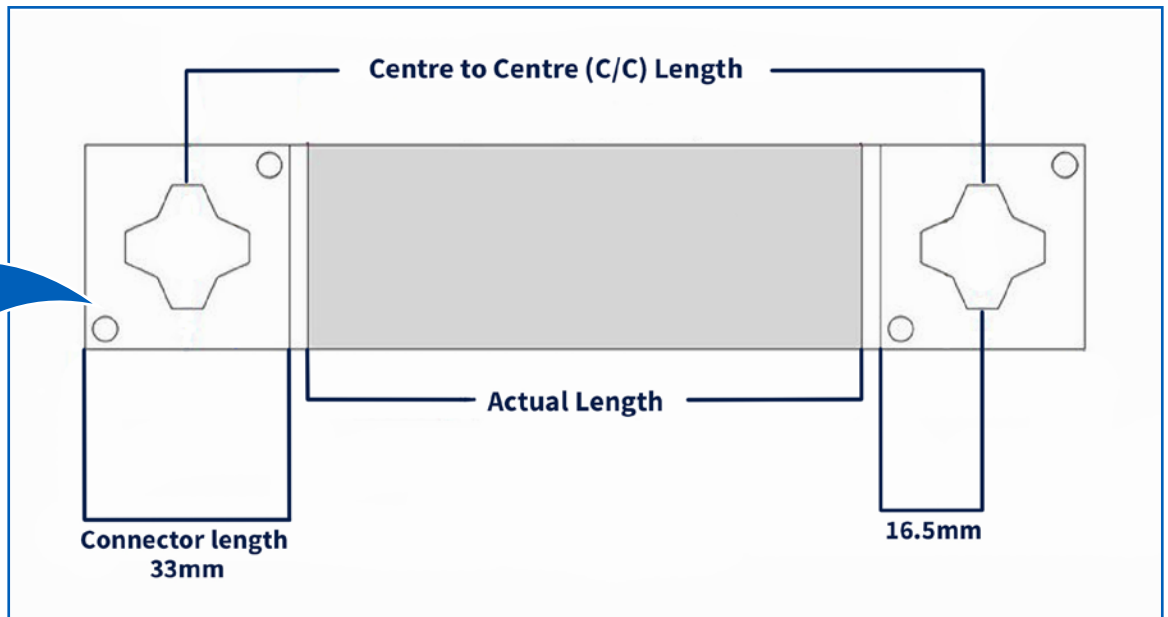 Centre to Centre (C/C) Length
Actual Length
Connector length
33mm
16.5mm